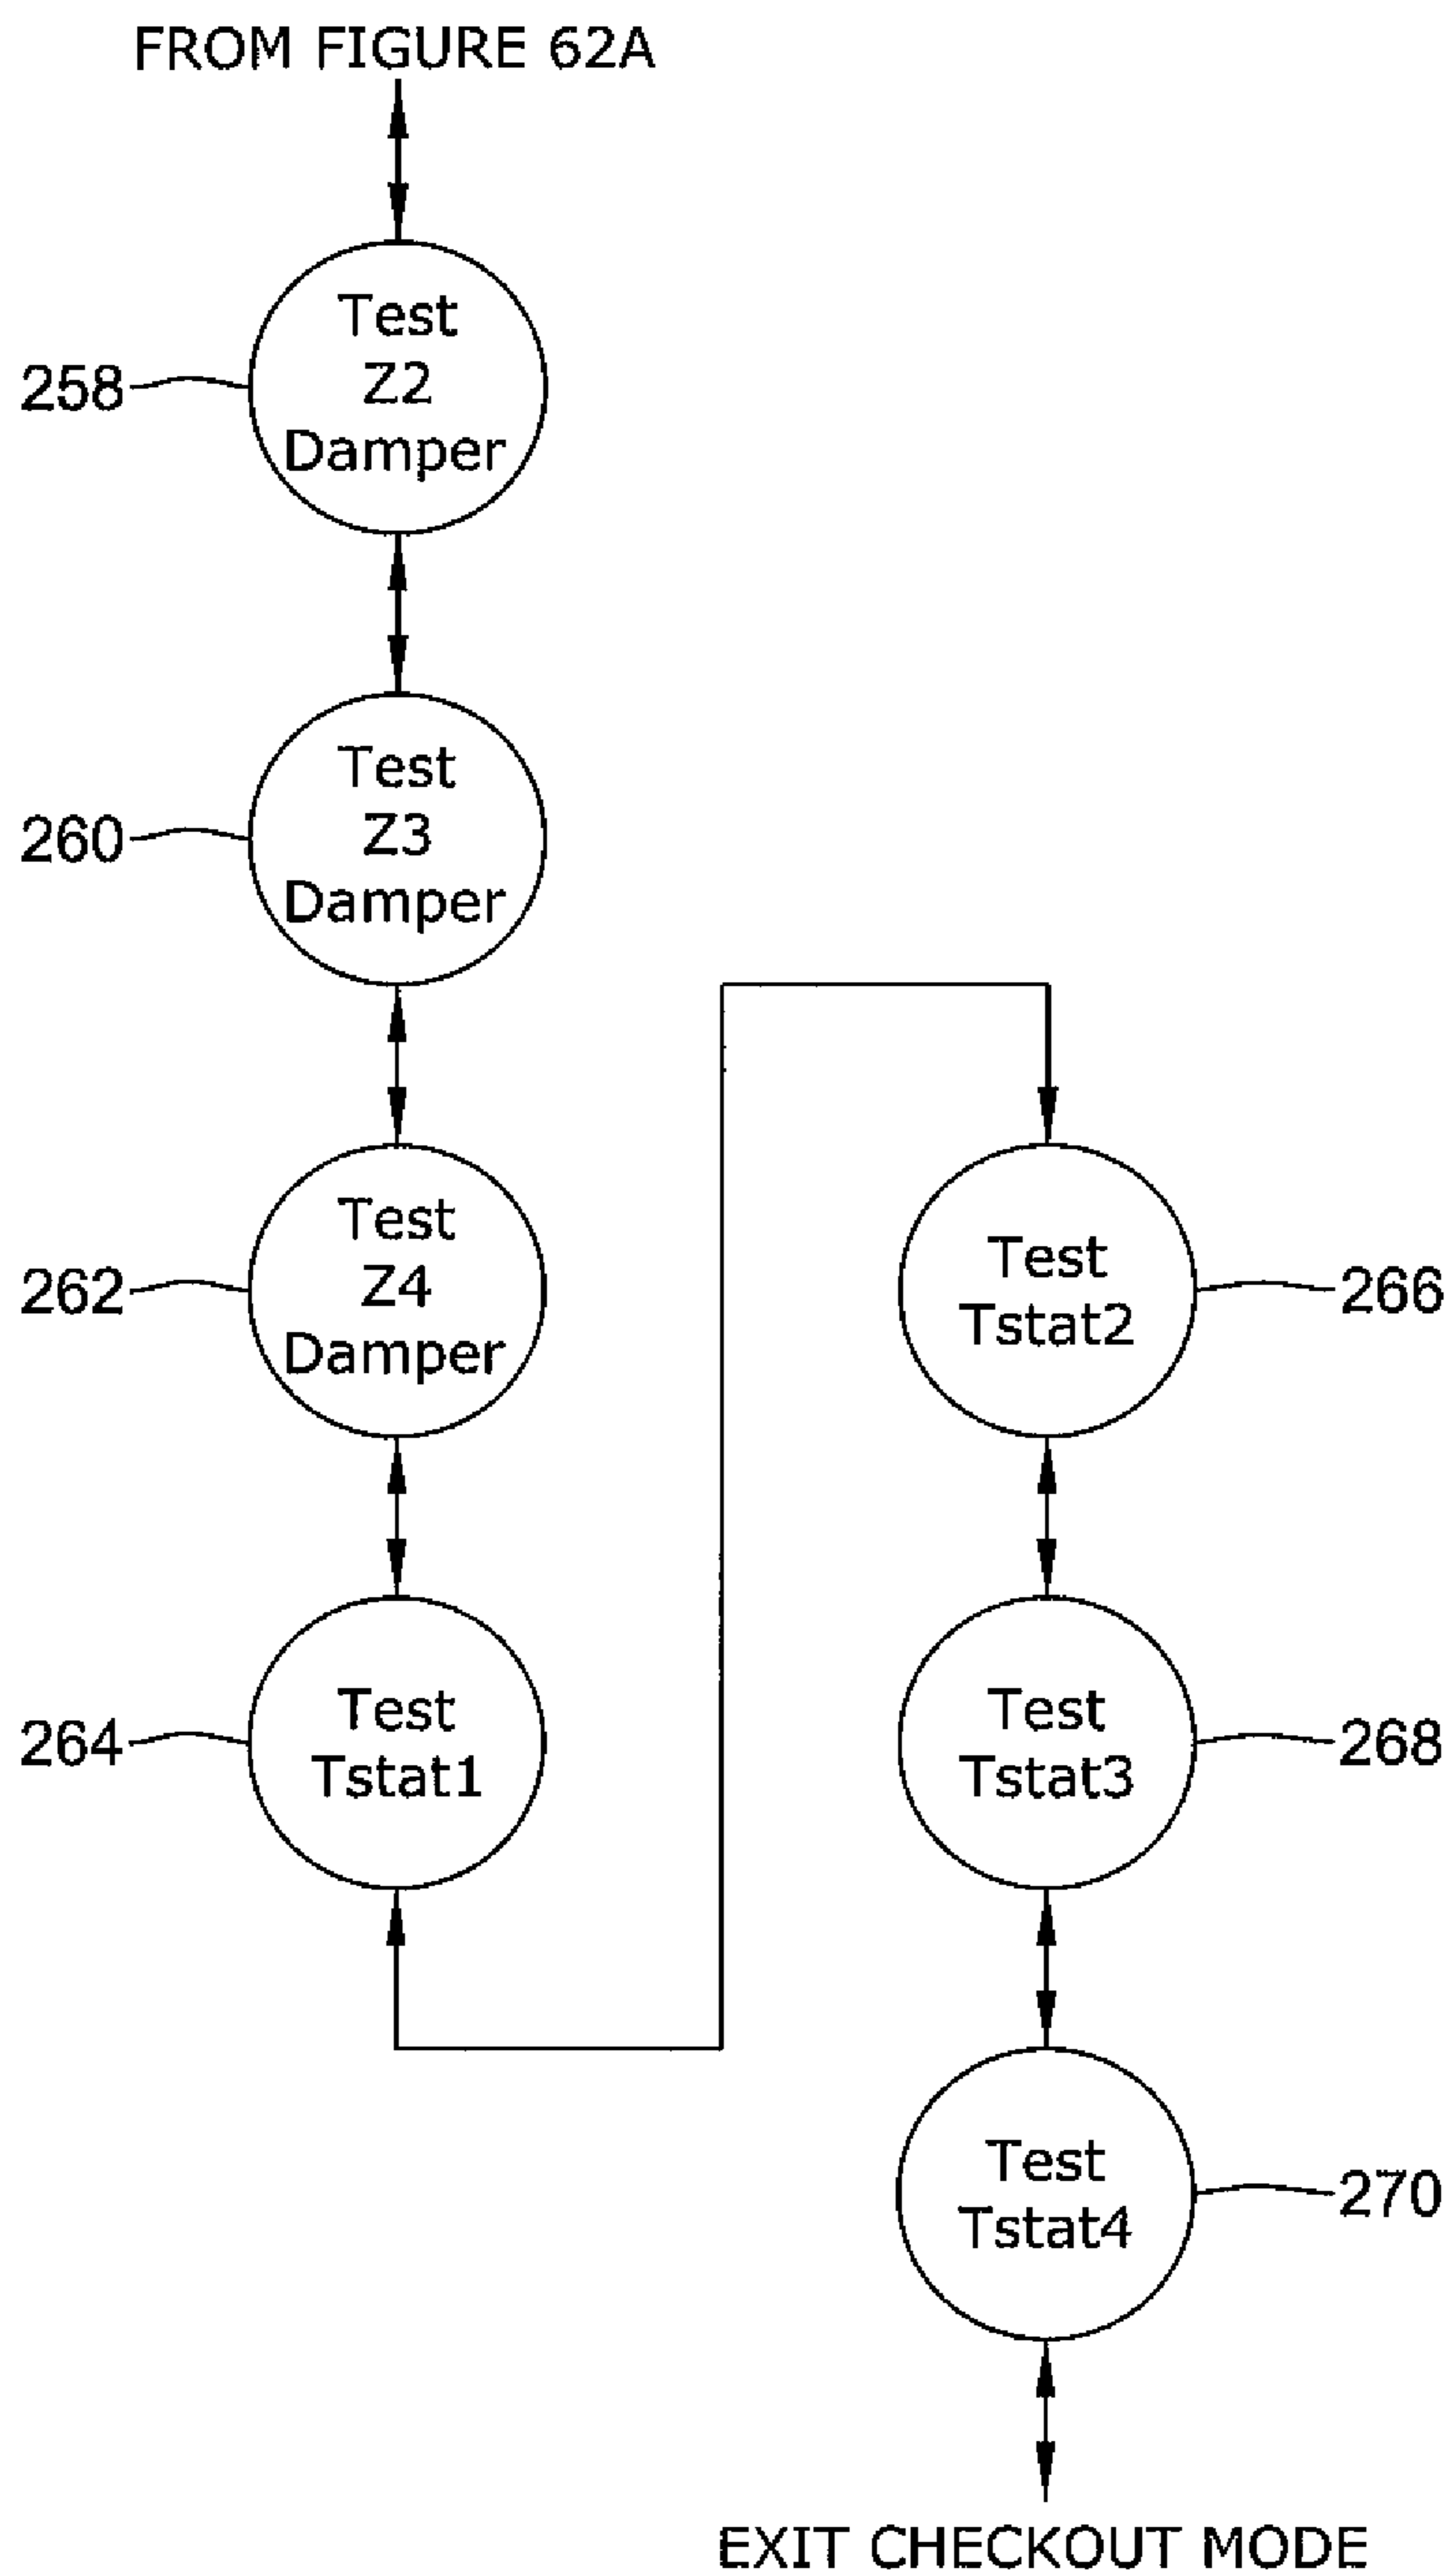 FROM FIGURE 62A
Test
Z2
Damper
258
Test
Z3
Damper
260
Test
Z4
Damper
262
Test
Tstat1
264
Test
Tstat2
266
Test
Tstat3
268
Test
Tstat4
270
EXIT CHECKOUT MODE